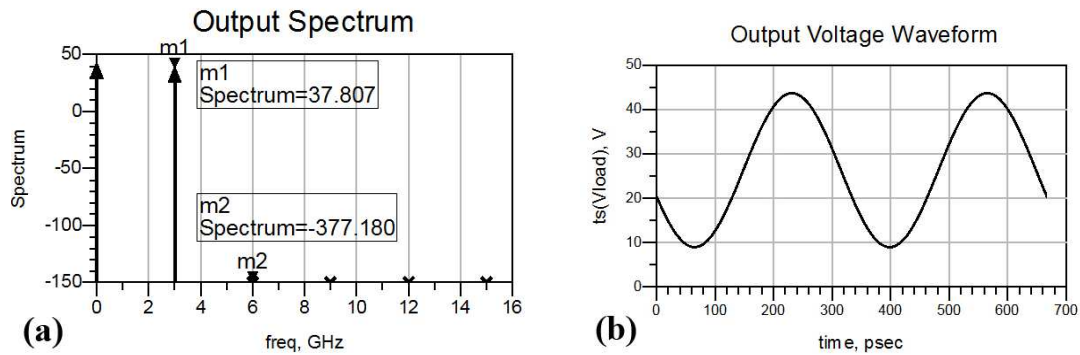 Output Spectrum
m1
50
m1
Spectrum=37.807
0
Spectrum
-50
m2
Spectrum=-377.180
-100
m2
-150
0 2 4 6 8 10 12 14 16
freq, GHz
(a)
Output Voltage Waveform
50
40
30
20
10
0
ts(Vload), V
0 100 200 300 400 500 600 700
time, psec
(b)